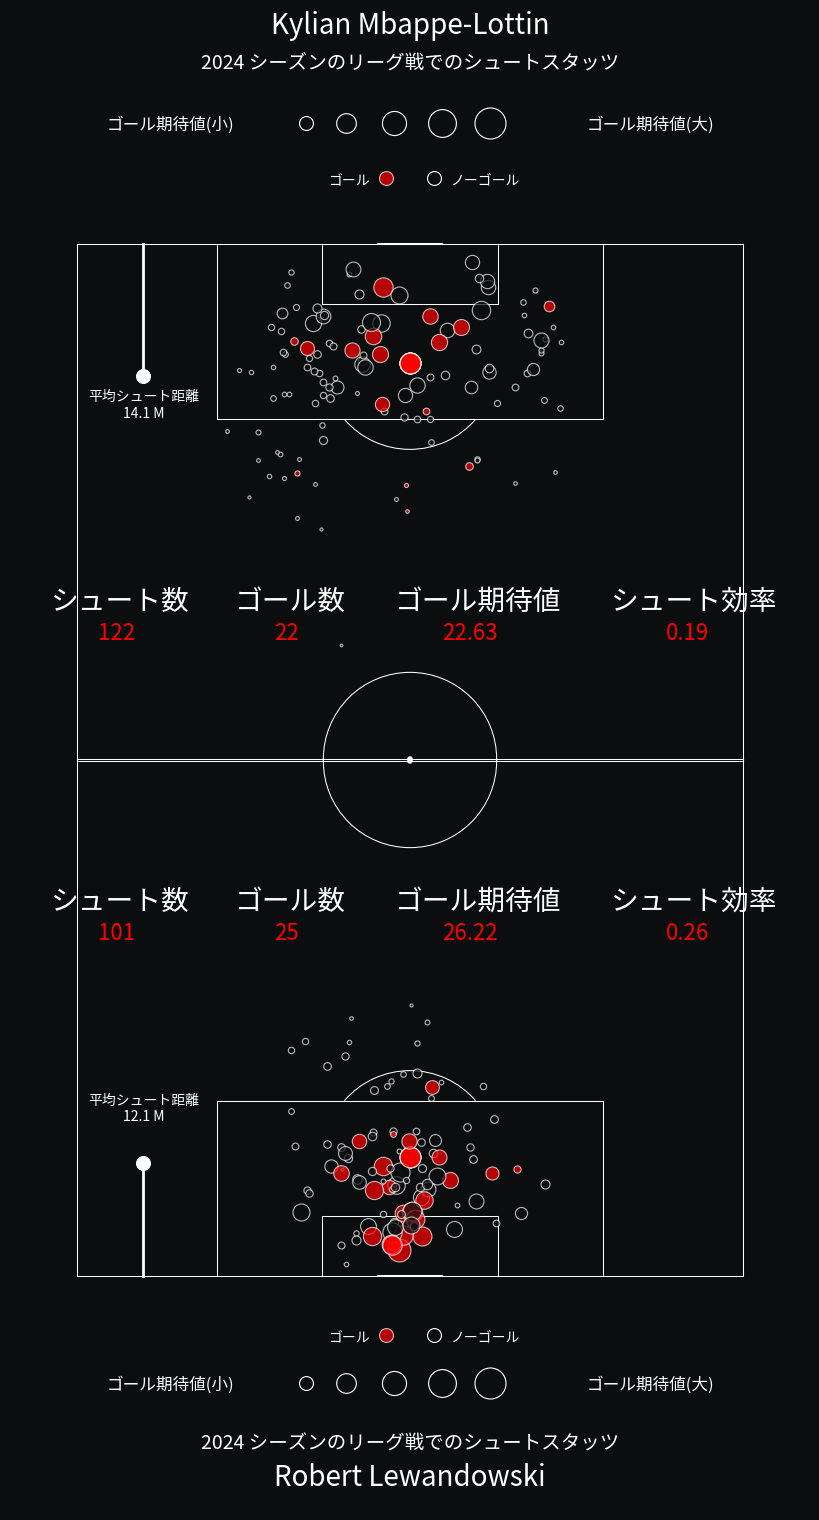 Kylian Mbappe-Lottin
2024 シーズンのリーグ戦でのシュートスタッツ
ゴール期待値(小) ゴール期待値(大)
ゴール ノーゴール
平均シュート距離
14.1 M
シュート数 ゴール数 ゴール期待値 シュート効率
122 22 22.63 0.19
シュート数 ゴール数 ゴール期待値 シュート効率
101 25 26.22 0.26
平均シュート距離
12.1 M
ゴール ノーゴール
ゴール期待値(小) ゴール期待値(大)
2024 シーズンのリーグ戦でのシュートスタッツ
Robert Lewandowski